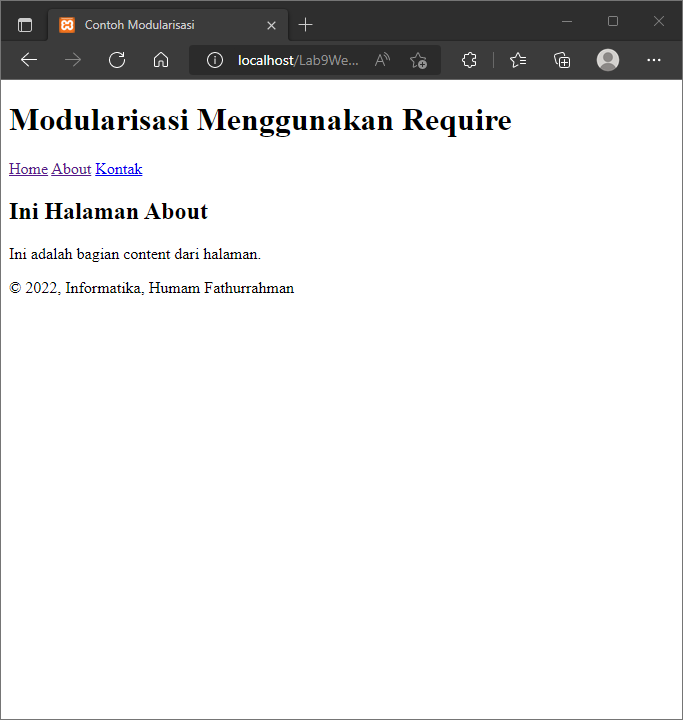 Contoh Modularisasi
localhost/Lab9We...
Modularisasi Menggunakan Require
Home About Kontak
Ini Halaman About
Ini adalah bagian content dari halaman.
© 2022, Informatika, Humam Fathurrahman